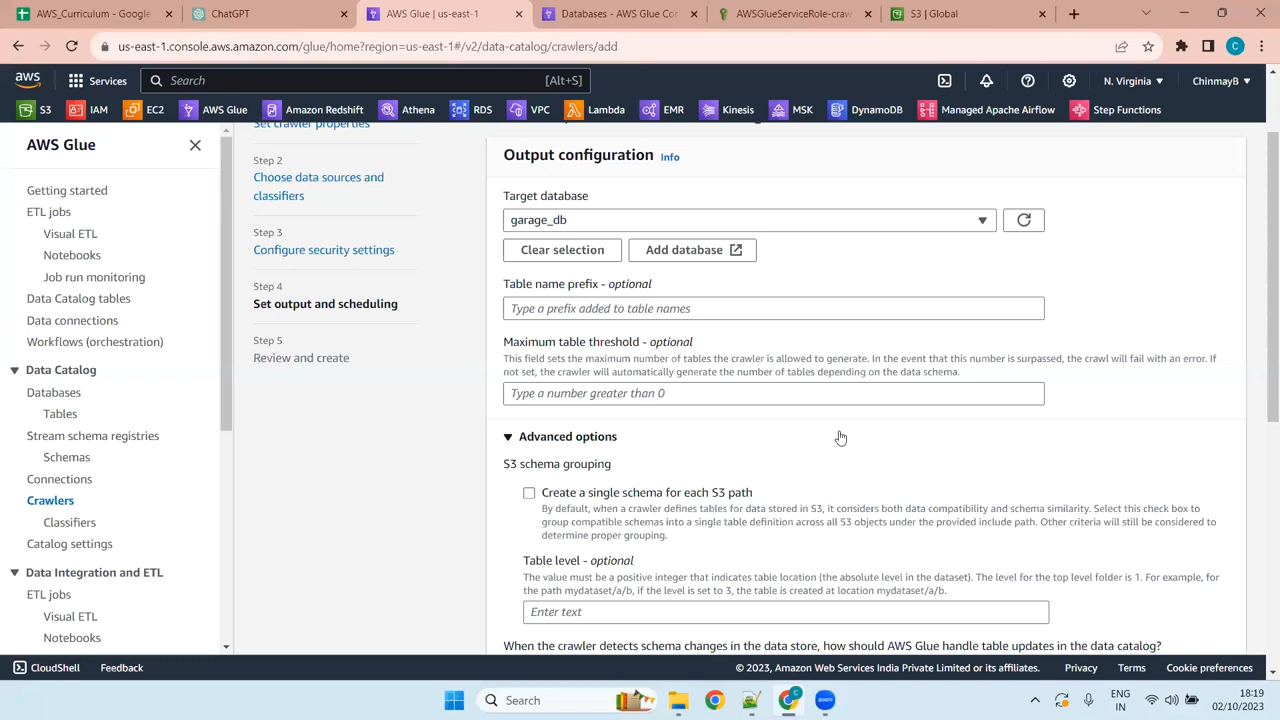 AWS_Curriculum - Google
ChatGPT
AWS Glue | us-east-1
Databases - AWS Glue Co
AWSGlueServiceRole-craw
S3 | Global
us-east-1.console.aws.amazon.com/glue/home?region=us-east-1#/v2/data-catalog/crawlers/add
C
aws
Services
Search
[Alt+S]
N. Virginia
ChinmayB
S3
IAM
EC2
AWS Glue
Amazon Redshift
Athena
RDS
VPC
Lambda
EMR
Kinesis
MSK
DynamoDB
Managed Apache Airflow
Step Functions
AWS Glue
Getting started
ETL jobs
Visual ETL
Notebooks
Job run monitoring
Data Catalog tables
Data connections
Workflows (orchestration)
Data Catalog
Databases
Tables
Stream schema registries
Schemas
Connections
Crawlers
Classifiers
Catalog settings
Data Integration and ETL
ETL jobs
Visual ETL
Notebooks
Set crawler properties
Step 2
Choose data sources and
classifiers
Step 3
Configure security settings
Step 4
Set output and scheduling
Step 5
Review and create
Output configuration Info
Target database
garage_db
Clear selection
Add database
Table name prefix - optional
Type a prefix added to table names
Maximum table threshold - optional
This field sets the maximum number of tables the crawler is allowed to generate. In the event that this number is surpassed, the crawl will fail with an error. If
not set, the crawler will automatically generate the number of tables depending on the data schema.
Type a number greater than 0
Advanced options
S3 schema grouping
Create a single schema for each S3 path
By default, when a crawler defines tables for data stored in S3, it considers both data compatibility and schema similarity. Select this check box to
group compatible schemas into a single table definition across all S3 objects under the provided include path. Other criteria will still be considered to
determine proper grouping.
Table level - optional
The value must be a positive integer that indicates table location (the absolute level in the dataset). The level for the top level folder is 1. For example, for
the path mydataset/a/b, if the level is set to 3, the table is created at location mydataset/a/b.
Enter text
When the crawler detects schema changes in the data store, how should AWS Glue handle table updates in the data catalog?
CloudShell
Feedback
© 2023, Amazon Web Services India Private Limited or its affiliates.
Privacy
Terms
Cookie preferences
Search
C
zoom
ENG
IN
18:19
02/10/2023